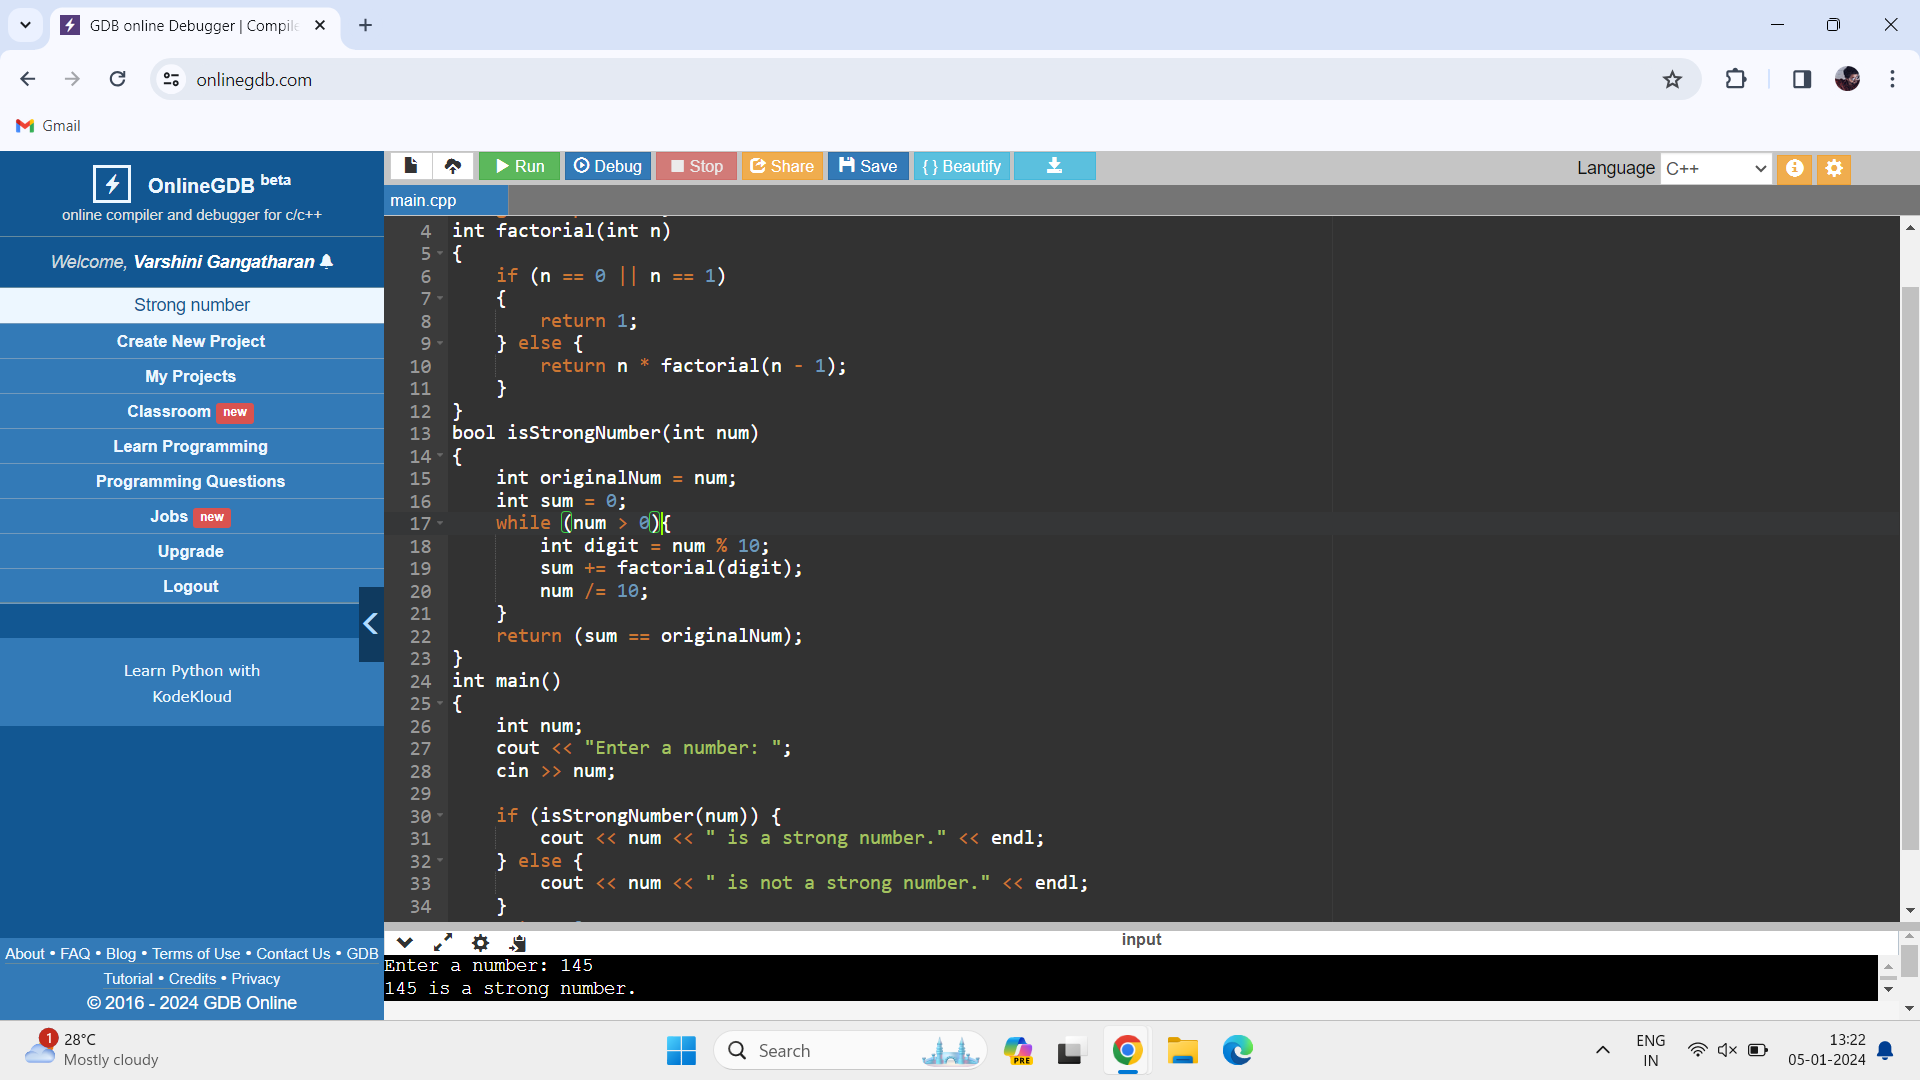 GDB online Debugger | Compile
onlinegdb.com
Gmail
OnlineGDB beta
online compiler and debugger for c/c++
Welcome, Varshini Gangatharan
Strong number
Create New Project
My Projects
Classroom new
Learn Programming
Programming Questions
Jobs new
Upgrade
Logout
Learn Python with
KodeKloud
About • FAQ • Blog • Terms of Use • Contact Us • GDB
Tutorial • Credits • Privacy
© 2016 - 2024 GDB Online
Run Debug Stop Share Save { } Beautify Language C++
main.cpp
4 int factorial(int n)
5 {
6 if (n == 0 || n == 1)
7 {
8 return 1;
9 } else {
10 return n * factorial(n - 1);
11 }
12 }
13 bool isStrongNumber(int num)
14 {
15 int originalNum = num;
16 int sum = 0;
17 while (num > 0){
18 int digit = num % 10;
19 sum += factorial(digit);
20 num /= 10;
21 }
22 return (sum == originalNum);
23 }
24 int main()
25 {
26 int num;
27 cout << "Enter a number: ";
28 cin >> num;
29
30 if (isStrongNumber(num)) {
31 cout << num << " is a strong number." << endl;
32 } else {
33 cout << num << " is not a strong number." << endl;
34 }
input
Enter a number: 145
145 is a strong number.
1
28°C
Mostly cloudy
Search
PRE
ENG
IN
13:22
05-01-2024